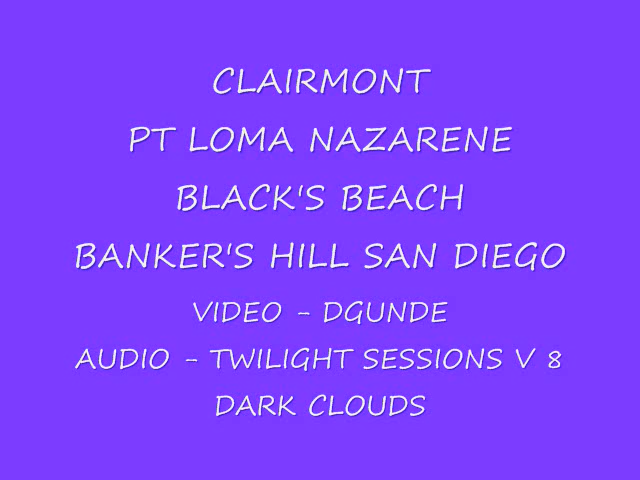 CLAIRMONT
PT LOMA NAZARENE
BLACK'S BEACH
BANKER'S HILL SAN DIEGO
VIDEO - DGUNDE
AUDIO - TWILIGHT SESSIONS V 8
DARK CLOUDS